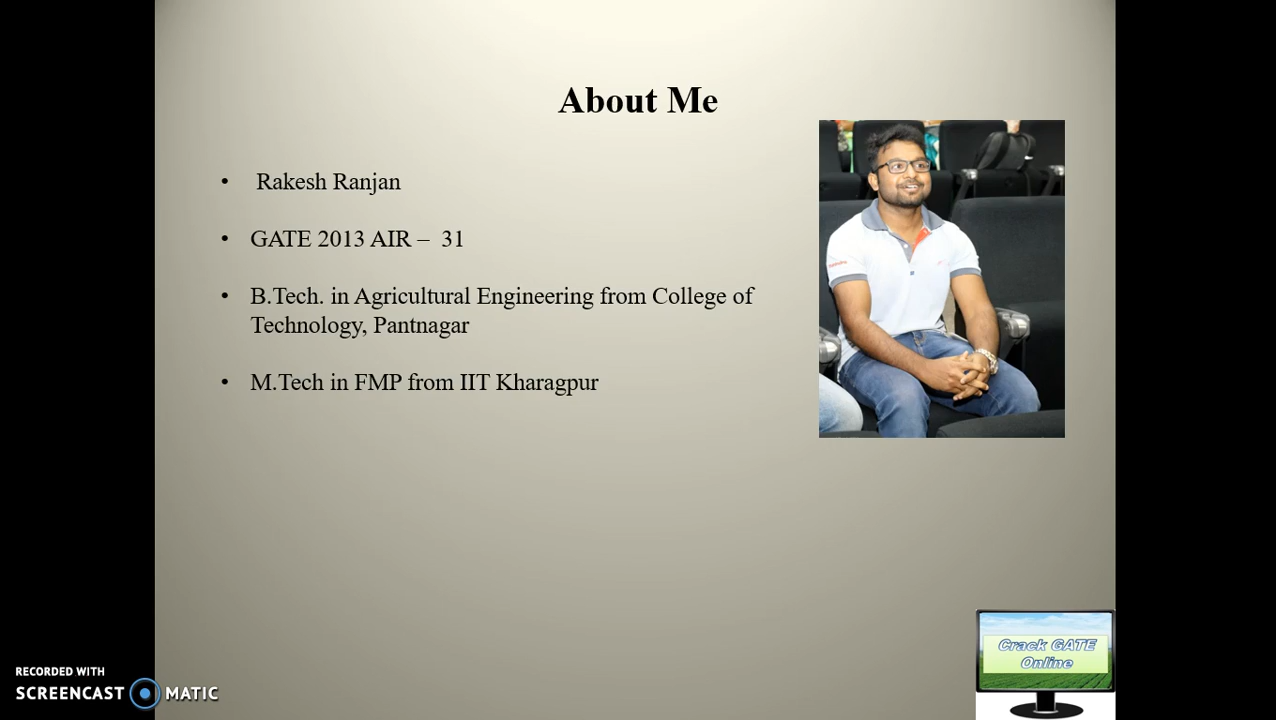 About Me
• Rakesh Ranjan
• GATE 2013 AIR – 31
• B.Tech. in Agricultural Engineering from College of
Technology, Pantnagar
• M.Tech in FMP from IIT Kharagpur
Crack GATE
Online
RECORDED WITH
SCREENCAST MATIC